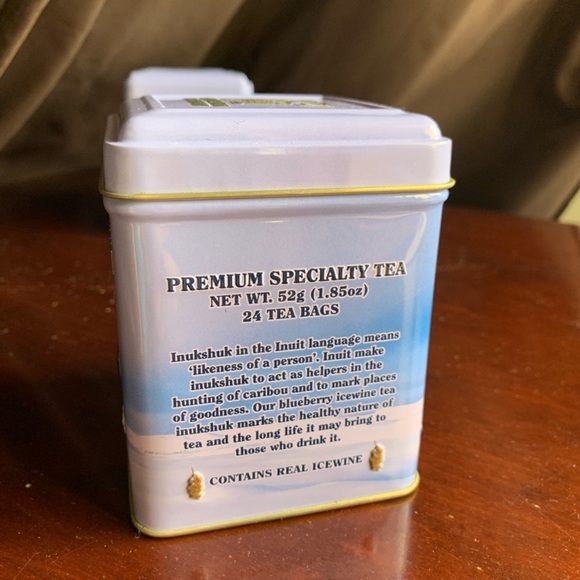 PREMIUM SPECIALTY TEA
NET WT. 52g (1.85oz)
24 TEA BAGS
Inukshuk in the Inuit language means
'likeness of a person'. Inuit make
inukshuk to act as helpers in the
hunting of caribou and to mark places
of goodness. Our blueberry icewine tea
inukshuk marks the healthy nature of
tea and the long life it may bring to
those who drink it.
CONTAINS REAL ICEWINE